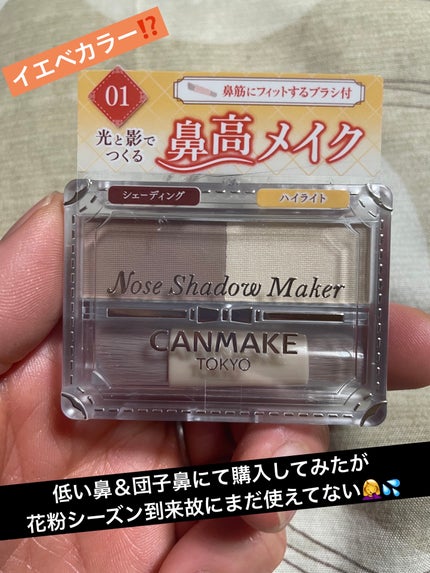 イエベカラー⁉️
01
鼻筋にフィットするブラシ付
光と影で
つくる
鼻高メイク
シェーディング
ハイライト
Nose Shadow Maker
CANMAKE
TOKYO
低い鼻＆団子鼻にて購入してみたが
花粉シーズン到来故にまだ使えてない🤦‍♀️💦